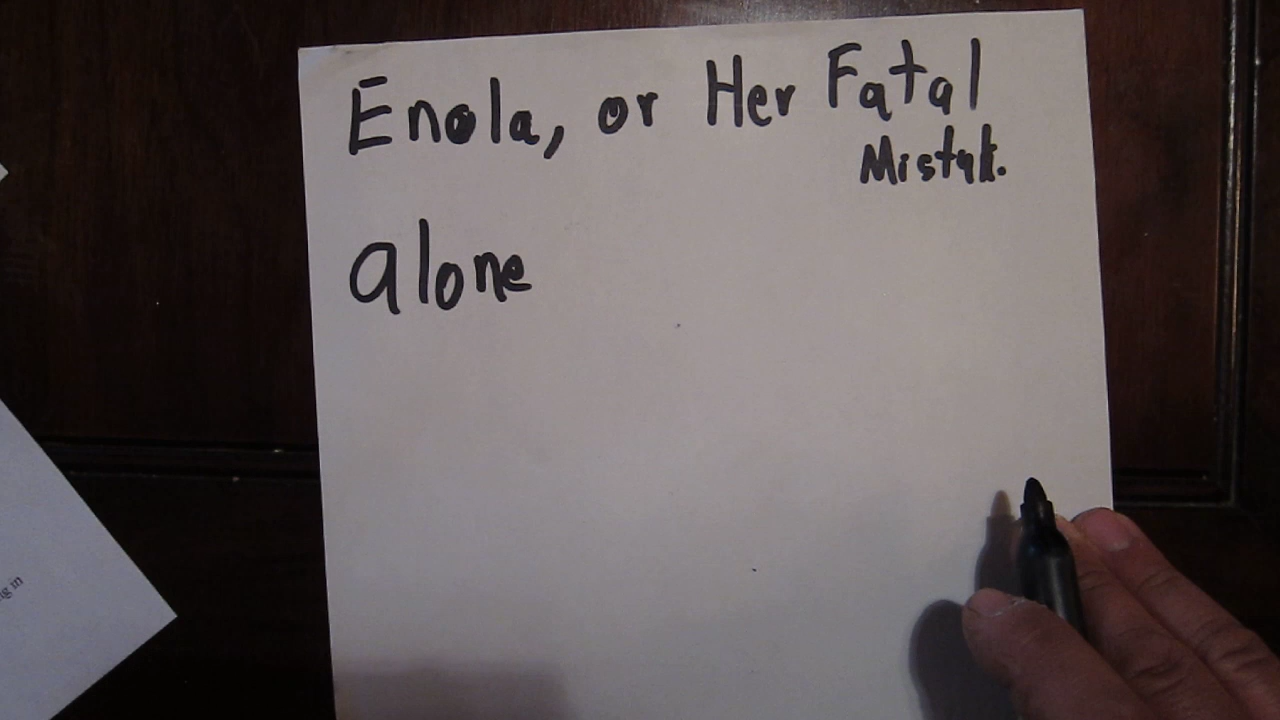 Enola, or Her Fatal
Mistak.
alone